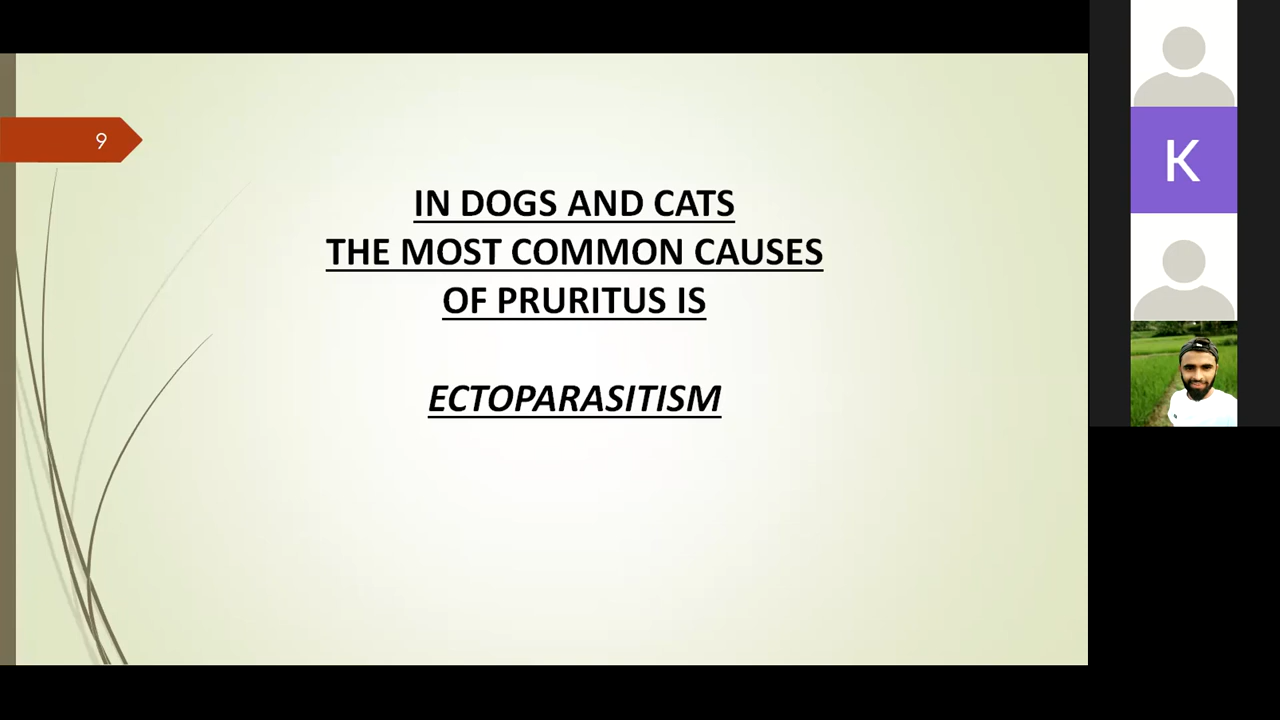 9
IN DOGS AND CATS
THE MOST COMMON CAUSES
OF PRURITUS IS
ECTOPARASITISM
K